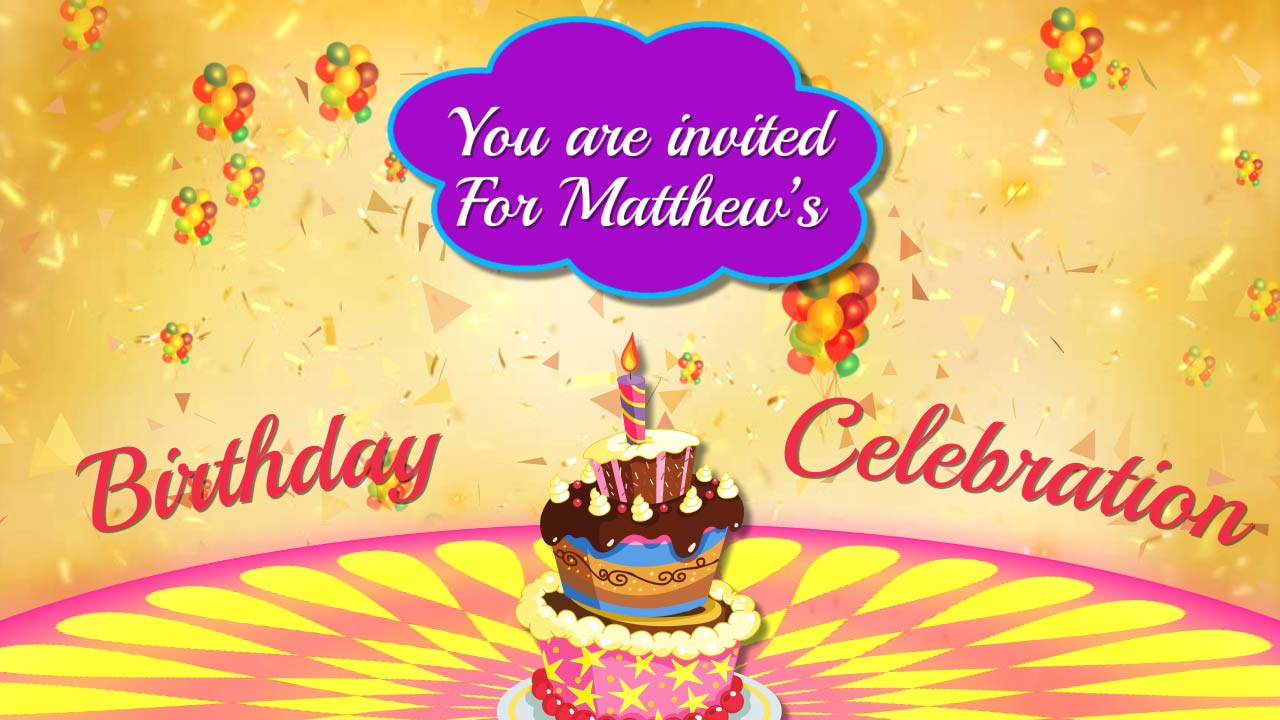 You are invited
For Matthew's
Birthday
Celebration